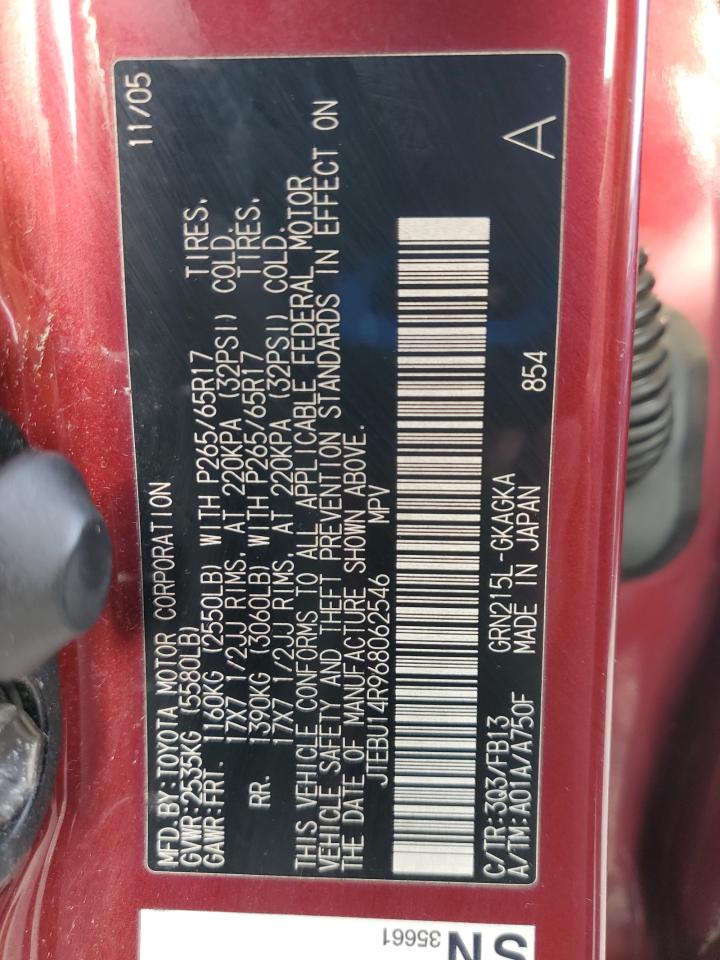 MFD.BY:TOYOTA MOTOR CORPORATION 11/05
GVWR:2535KG (5580LB)
GAWR:FRT. 1160KG (2550LB) WITH P265/65R17 TIRES,
17X7 1/2JJ RIMS, AT 220KPA (32PSI) COLD.
RR. 1390KG (3060LB) WITH P265/65R17 TIRES,
17X7 1/2JJ RIMS, AT 220KPA (32PSI) COLD.
THIS VEHICLE CONFORMS TO ALL APPLICABLE FEDERAL MOTOR
VEHICLE SAFETY AND THEFT PREVENTION STANDARDS IN EFFECT ON
THE DATE OF MANUFACTURE SHOWN ABOVE.
JTEBU14R968062546 MPV
C/TR:3Q3/FB13 GRN215L-GKAGKA 854
A/TM:A01A/A750F MADE IN JAPAN
A
35661
SN